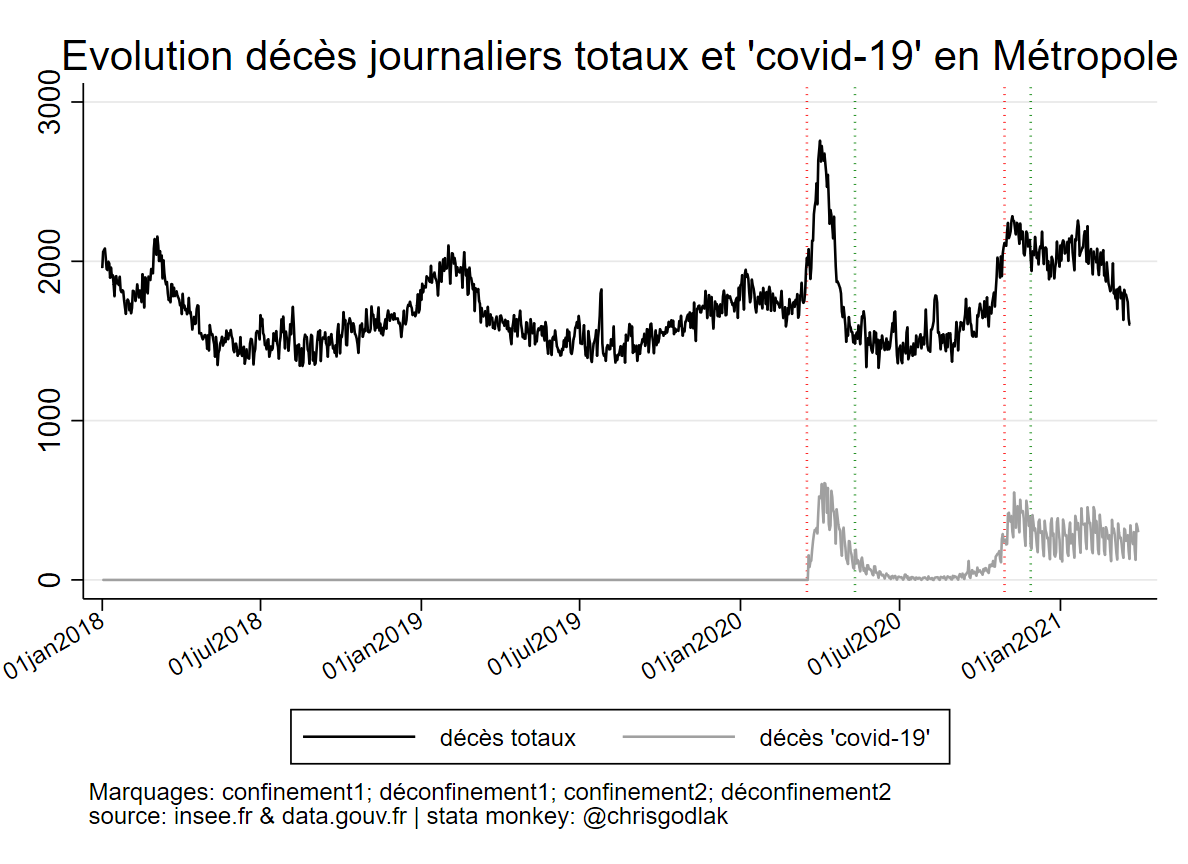 Evolution décès journaliers totaux et 'covid-19' en Métropole
3000
2000
1000
0
01jan2018
01jul2018
01jan2019
01jul2019
01jan2020
01jul2020
01jan2021
décès totaux
décès 'covid-19'
Marquages: confinement1; déconfinement1; confinement2; déconfinement2
source: insee.fr & data.gouv.fr | stata monkey: @chrisgodlak